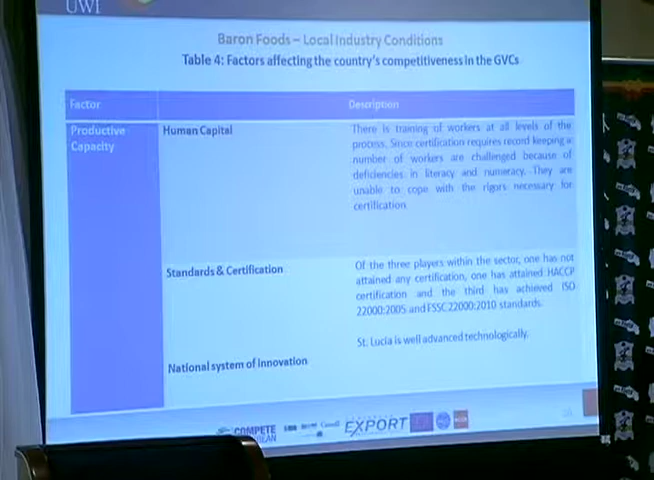 UWI
Baron Foods – Local Industry Conditions
Table 4: Factors affecting the country's competitiveness in the GVCs
Factor
Description
Productive
Capacity
Human Capital
There is training of workers at all levels of the
process. Since certification requires record keeping a
number of workers are challenged because of
deficiencies in literacy and numeracy. They are
unable to cope with the rigors necessary for
certification
Standards & Certification
Of the three players within the sector, one has not
attained any certification, one has attained HACCP
certification and the third has achieved ISO
22000:2005 and FSSC 22000:2010 standards.
St. Lucia is well advanced technologically.
National system of innovation
COMPETE
EXPORT